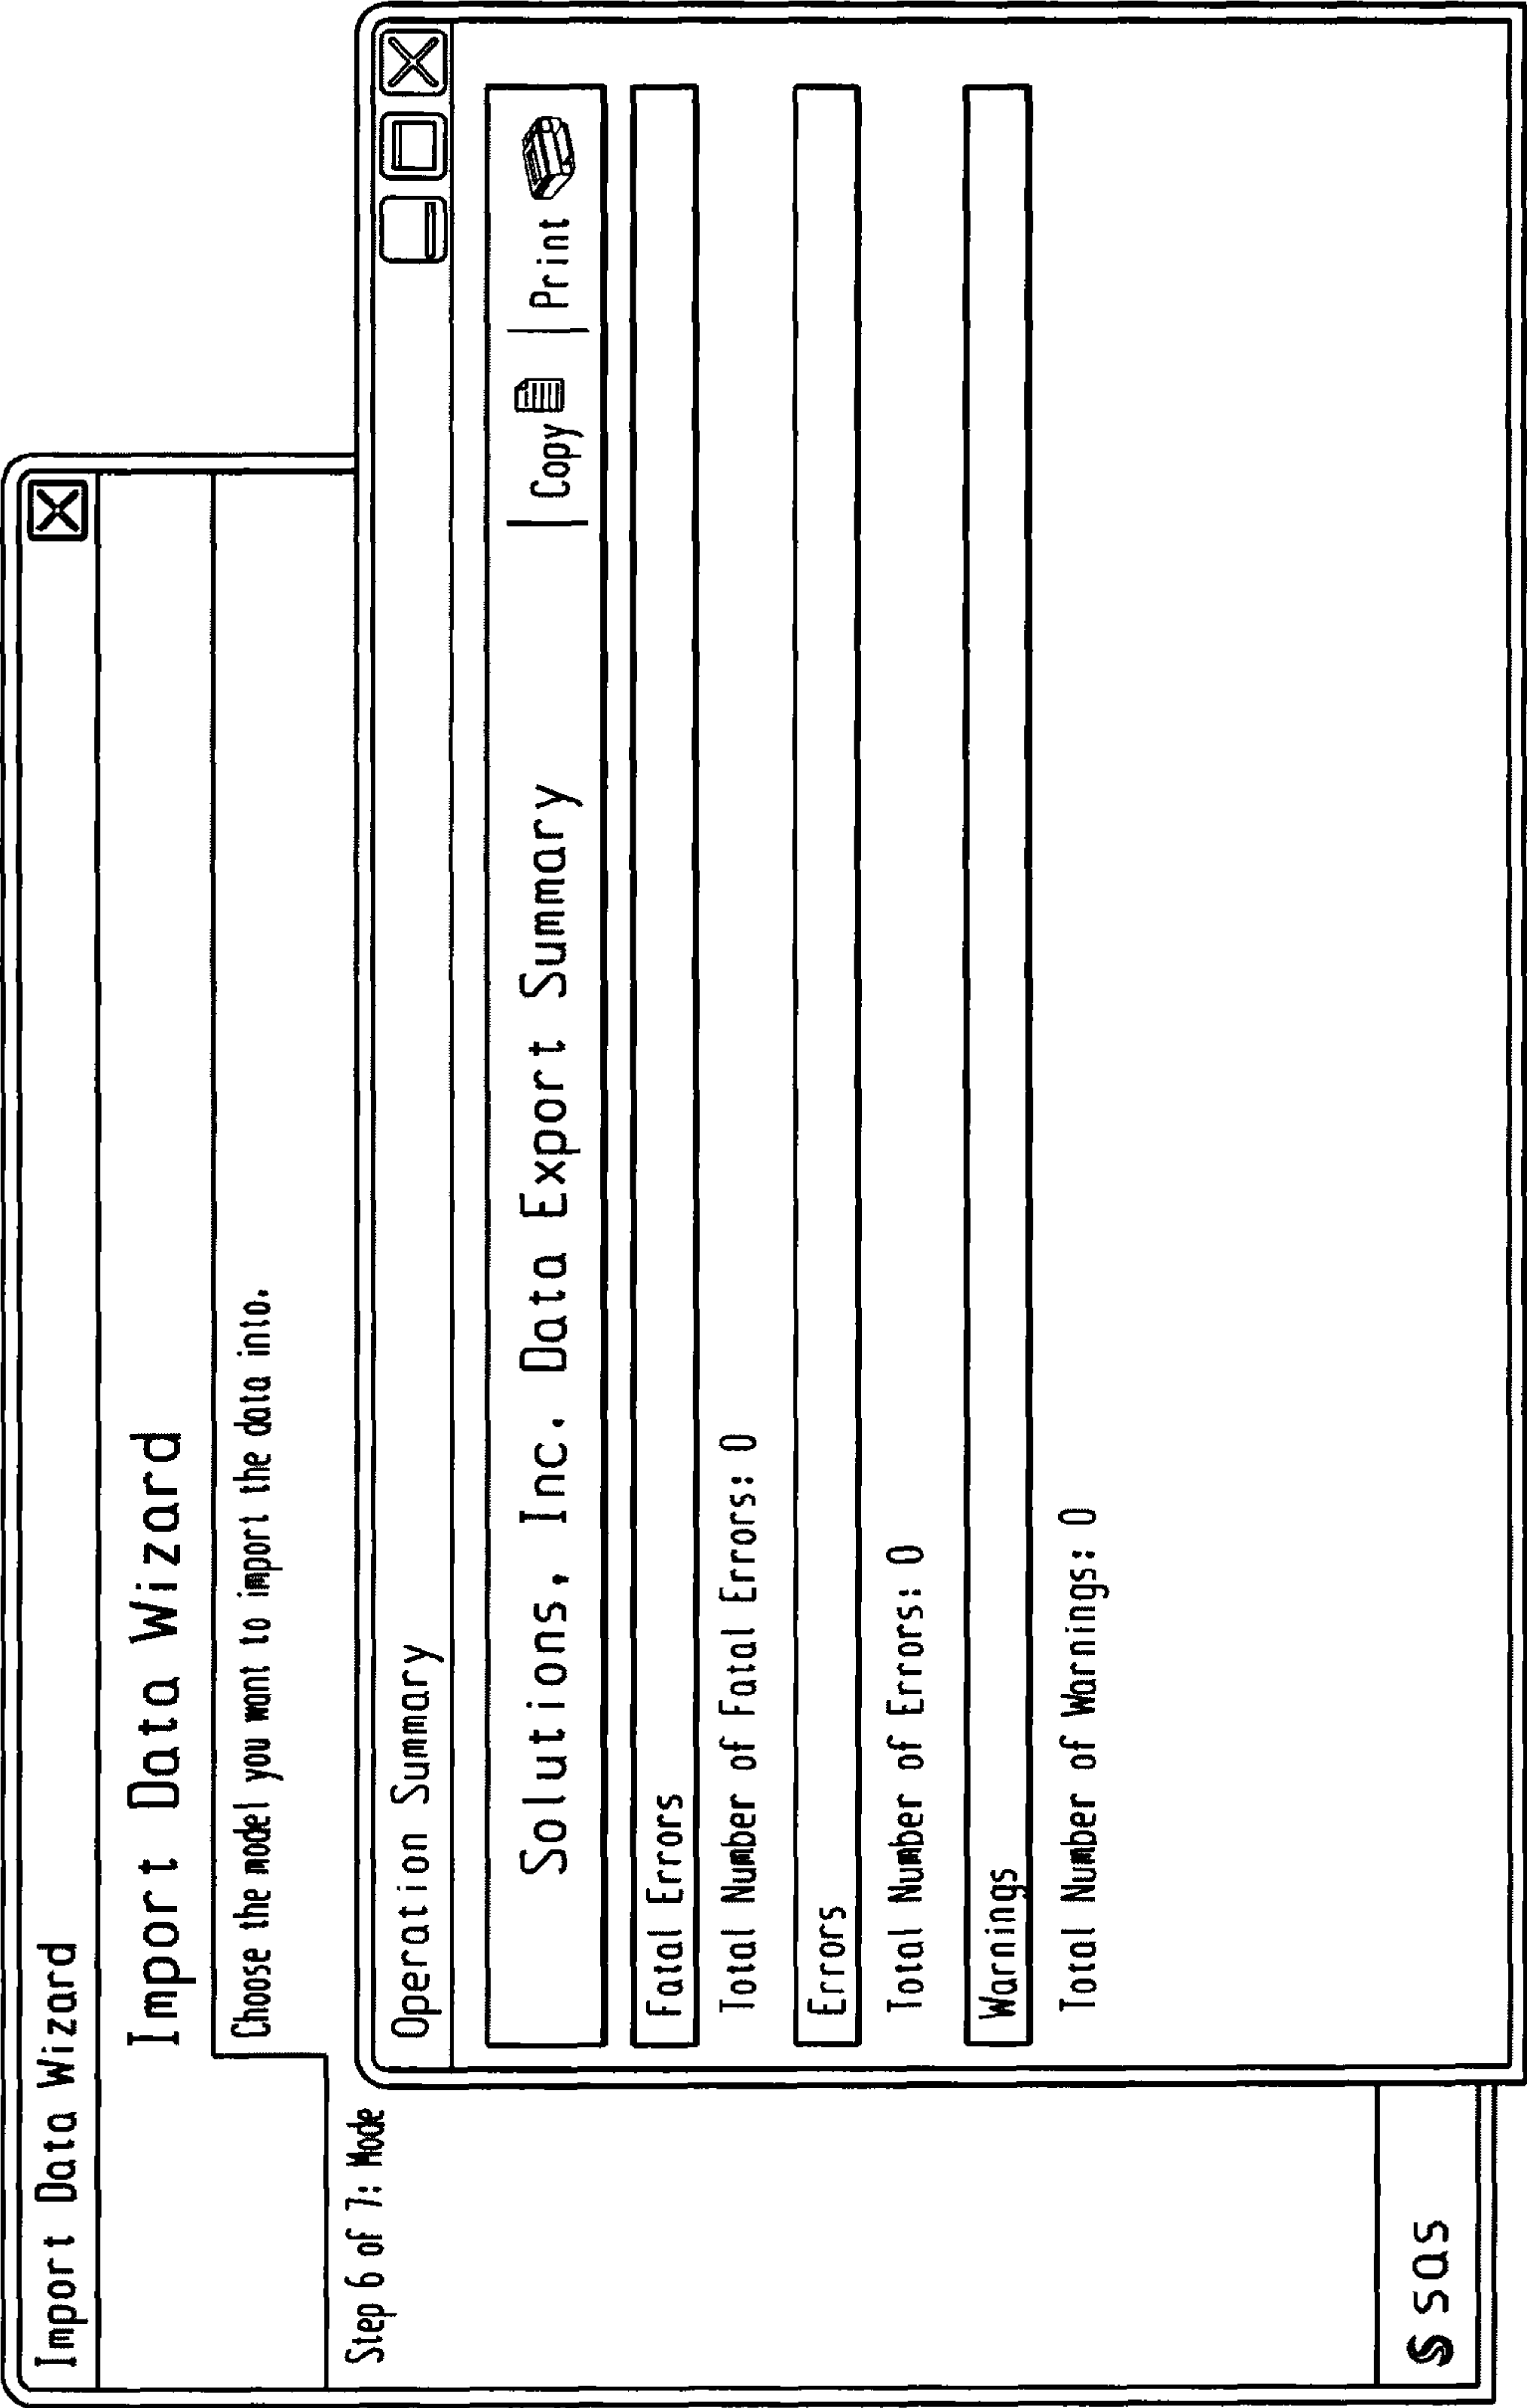 Import Data Wizard
Import Data Wizard
Choose the model you want to import the data into.
Step 6 of 7: Mode
Operation Summary
Solutions, Inc. Data Export Summary | Copy | Print
Fatal Errors
Total Number of Fatal Errors: 0
Errors
Total Number of Errors: 0
Warnings
Total Number of Warnings: 0
sas